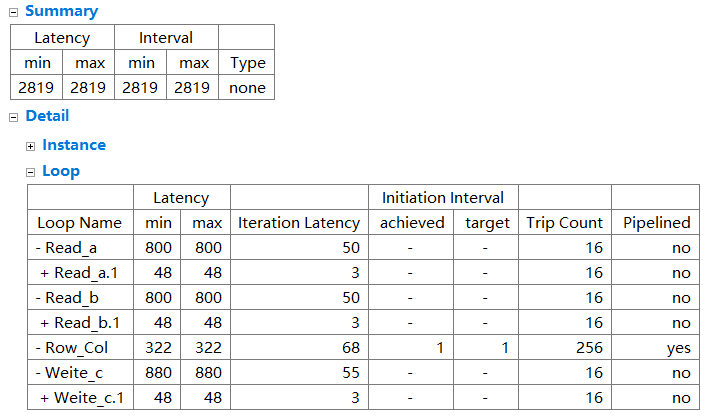 Summary
Latency Interval
min max min max Type
2819 2819 2819 2819 none
Detail
Instance
Loop
Latency Initiation Interval
Loop Name min max Iteration Latency achieved target Trip Count Pipelined
- Read_a 800 800 50 - - 16 no
+ Read_a.1 48 48 3 - - 16 no
- Read_b 800 800 50 - - 16 no
+ Read_b.1 48 48 3 - - 16 no
- Row_Col 322 322 68 1 1 256 yes
- Weite_c 880 880 55 - - 16 no
+ Weite_c.1 48 48 3 - - 16 no